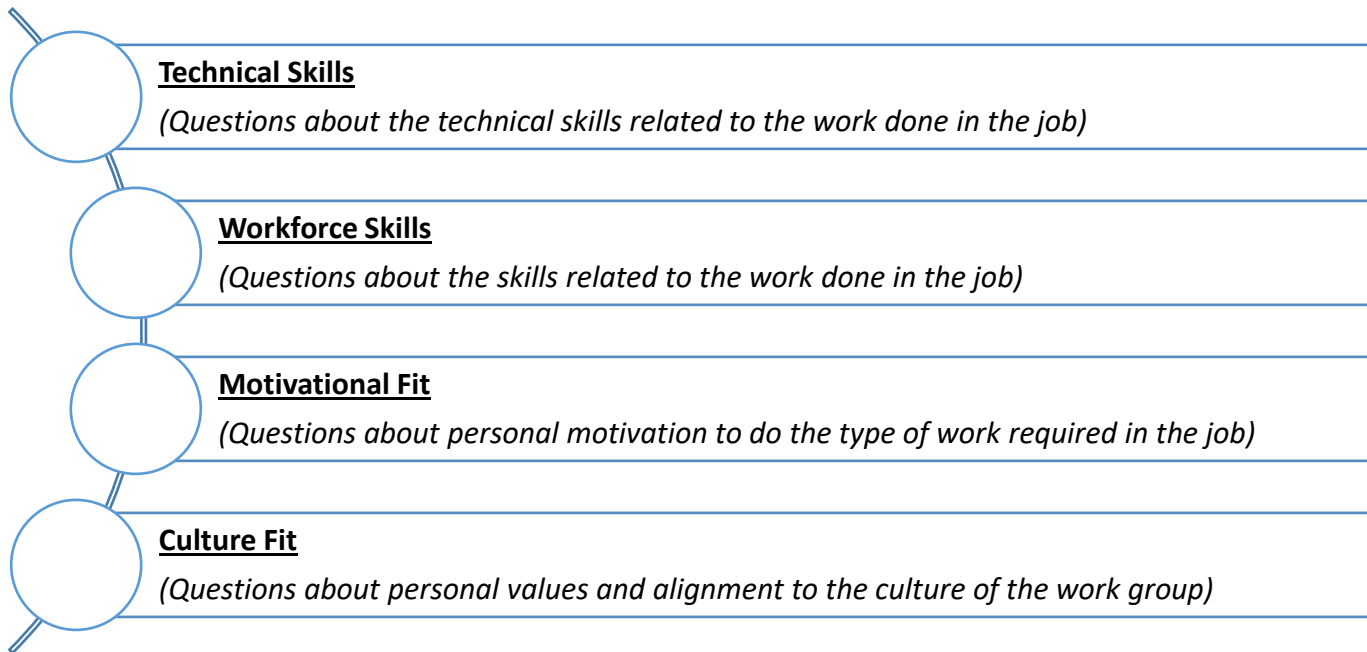 Technical Skills
(Questions about the technical skills related to the work done in the job)
Workforce Skills
(Questions about the skills related to the work done in the job)
Motivational Fit
(Questions about personal motivation to do the type of work required in the job)
Culture Fit
(Questions about personal values and alignment to the culture of the work group)